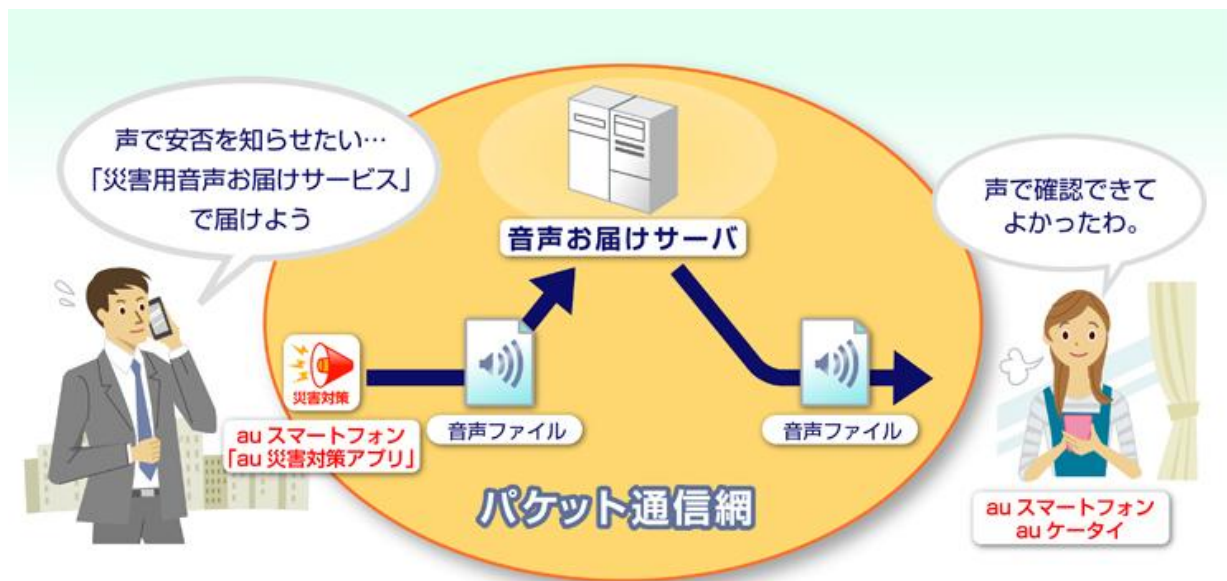 声で安否を知らせたい…
「災害用音声お届けサービス」
で届けよう
音声お届けサーバ
声で確認できて
よかったわ。
災害対策
au スマートフォン
「au 災害対策アプリ」
音声ファイル
音声ファイル
パケット通信網
au スマートフォン
au ケータイ